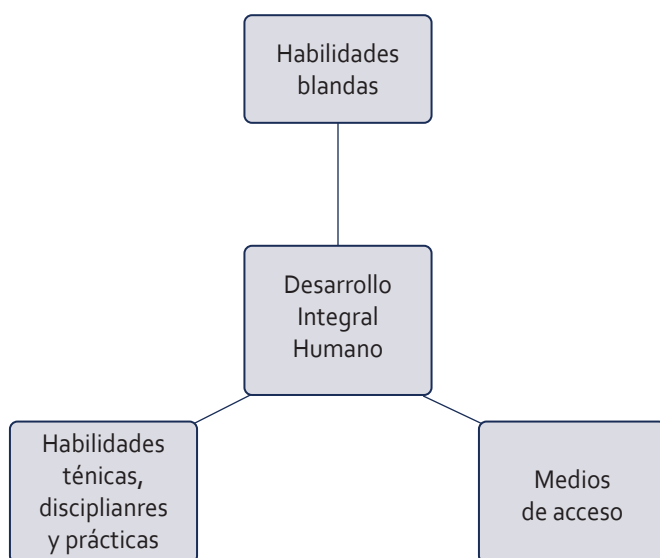 Habilidades
blandas
Desarrollo
Integral
Humano
Habilidades
ténicas,
disciplianres
y prácticas
Medios
de acceso